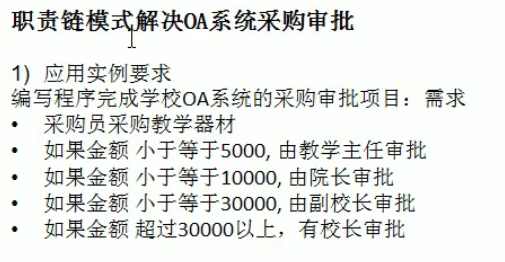 职责链模式解决OA系统采购审批
1) 应用实例要求
编写程序完成学校OA系统的采购审批项目：需求
• 采购员采购教学器材
• 如果金额 小于等于5000, 由教学主任审批
• 如果金额 小于等于10000, 由院长审批
• 如果金额 小于等于30000, 由副校长审批
• 如果金额 超过30000以上，有校长审批